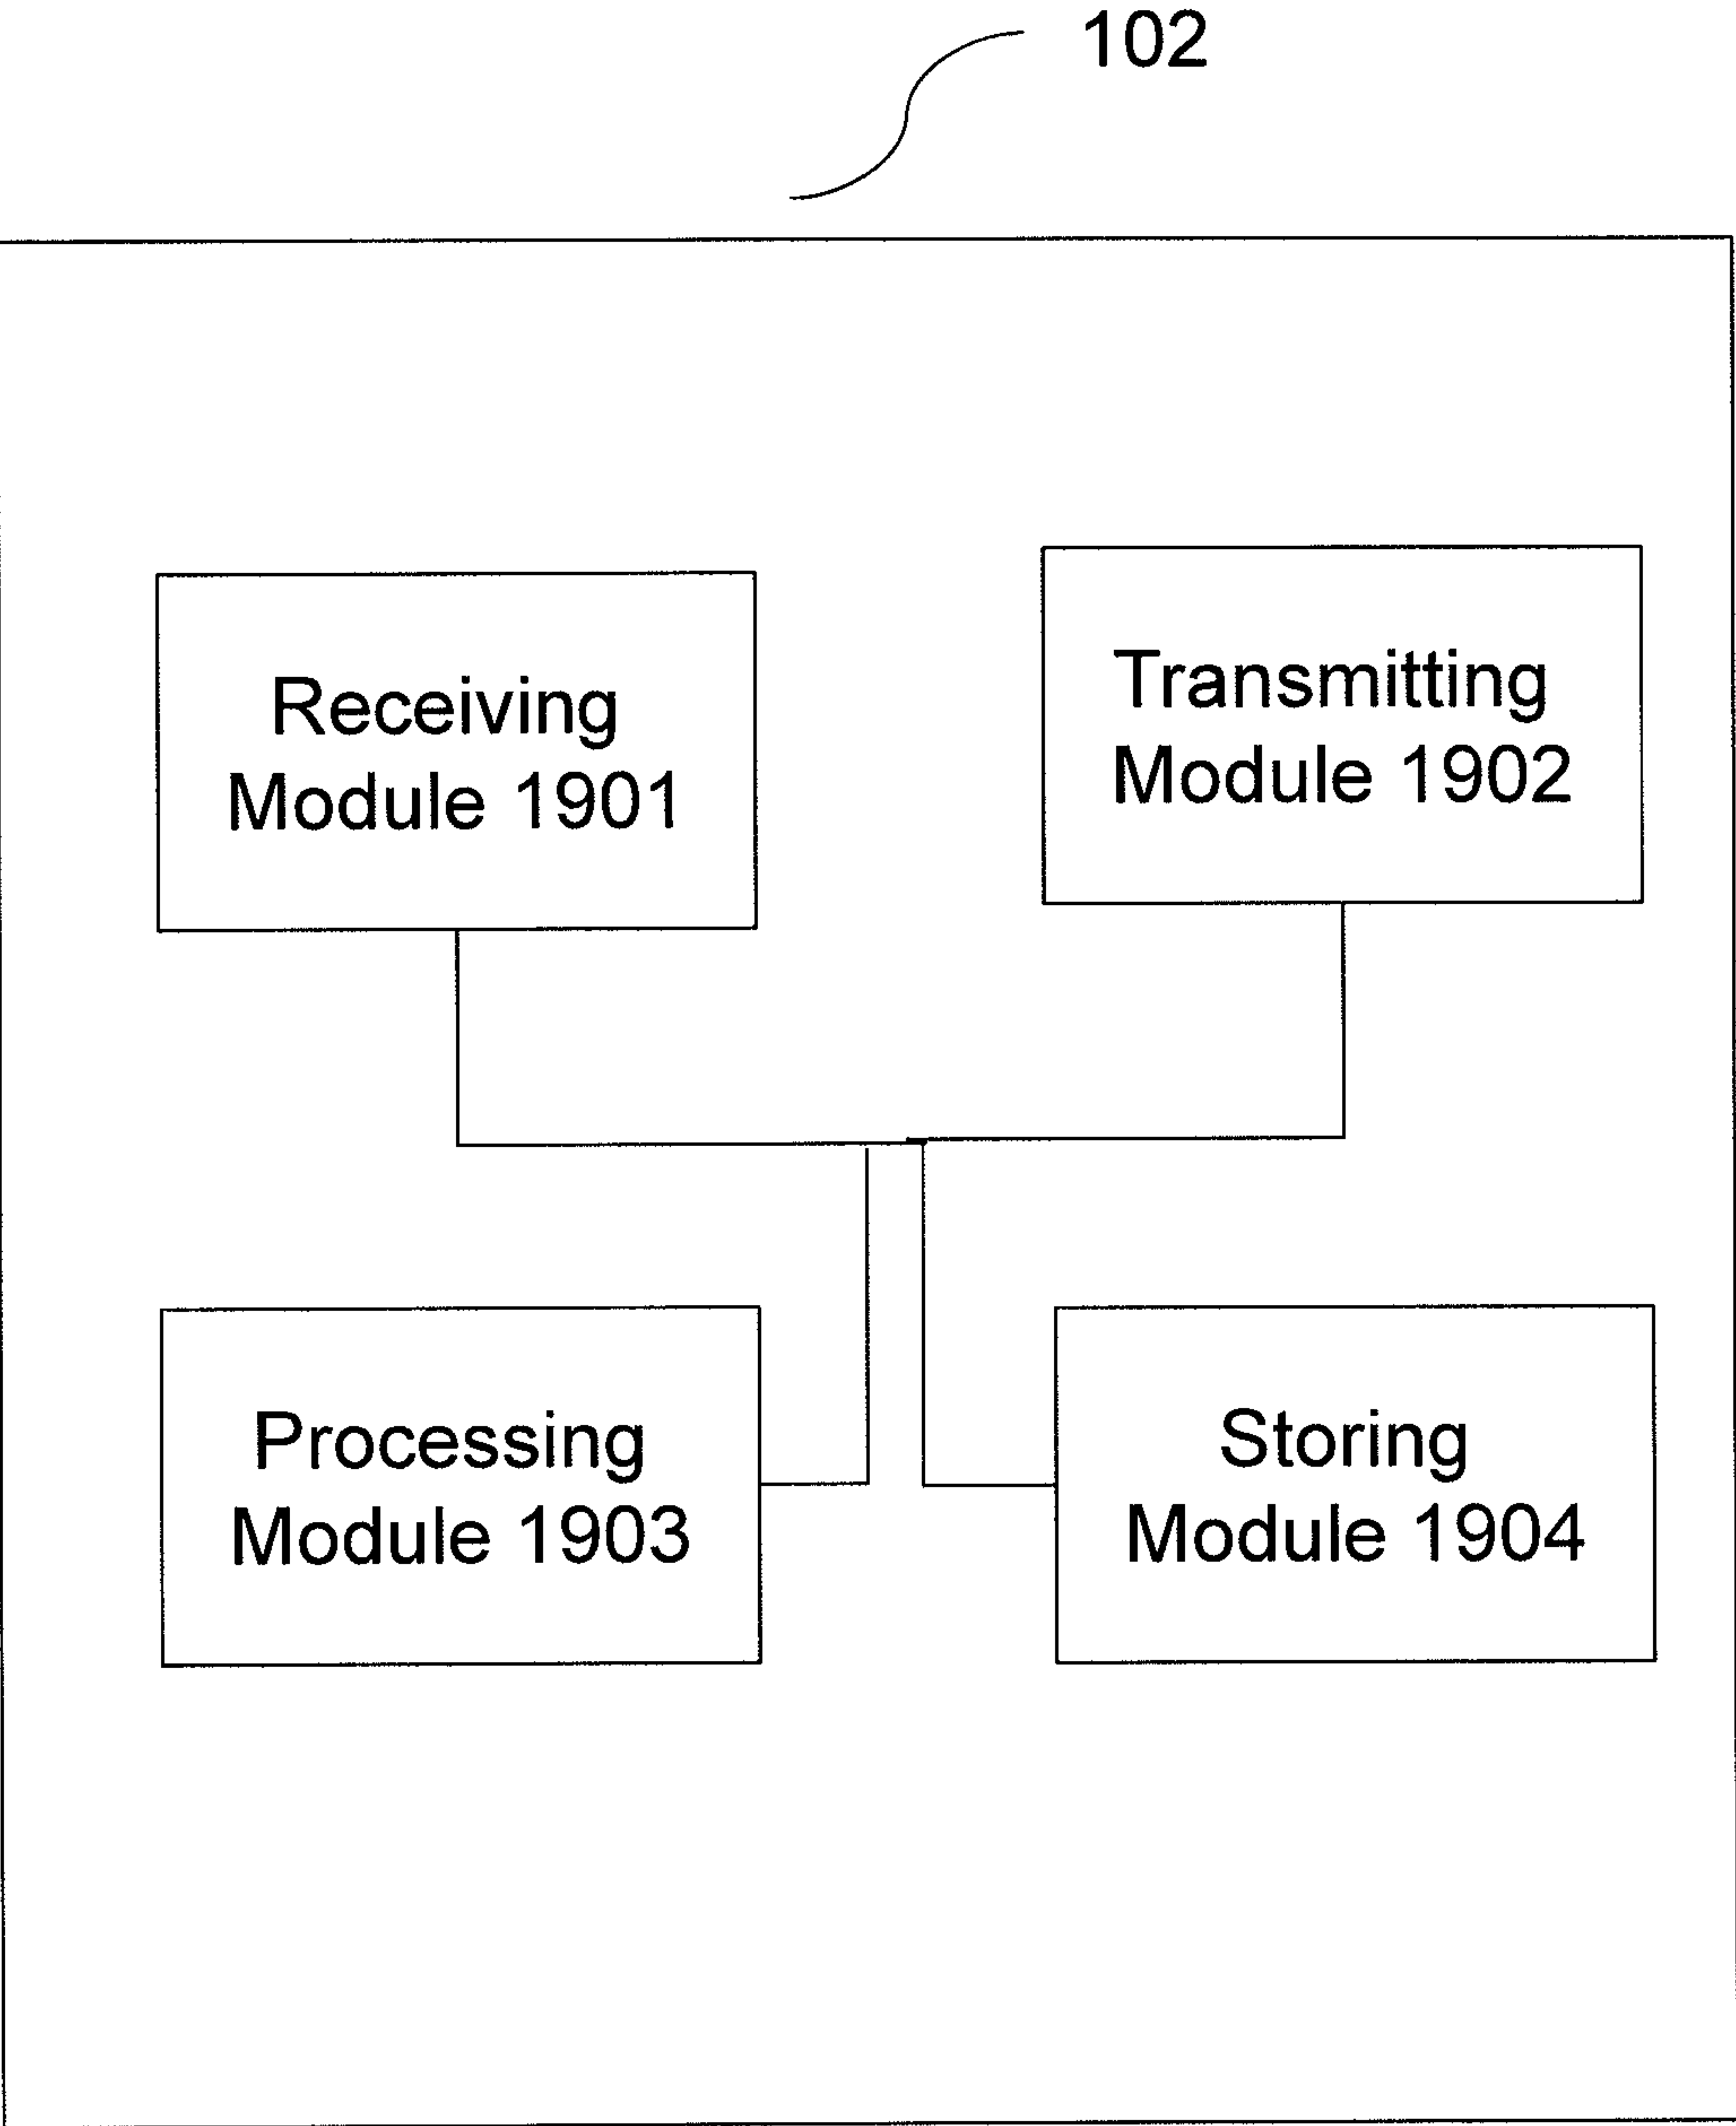 102
Receiving
Module 1901
Transmitting
Module 1902
Processing
Module 1903
Storing
Module 1904